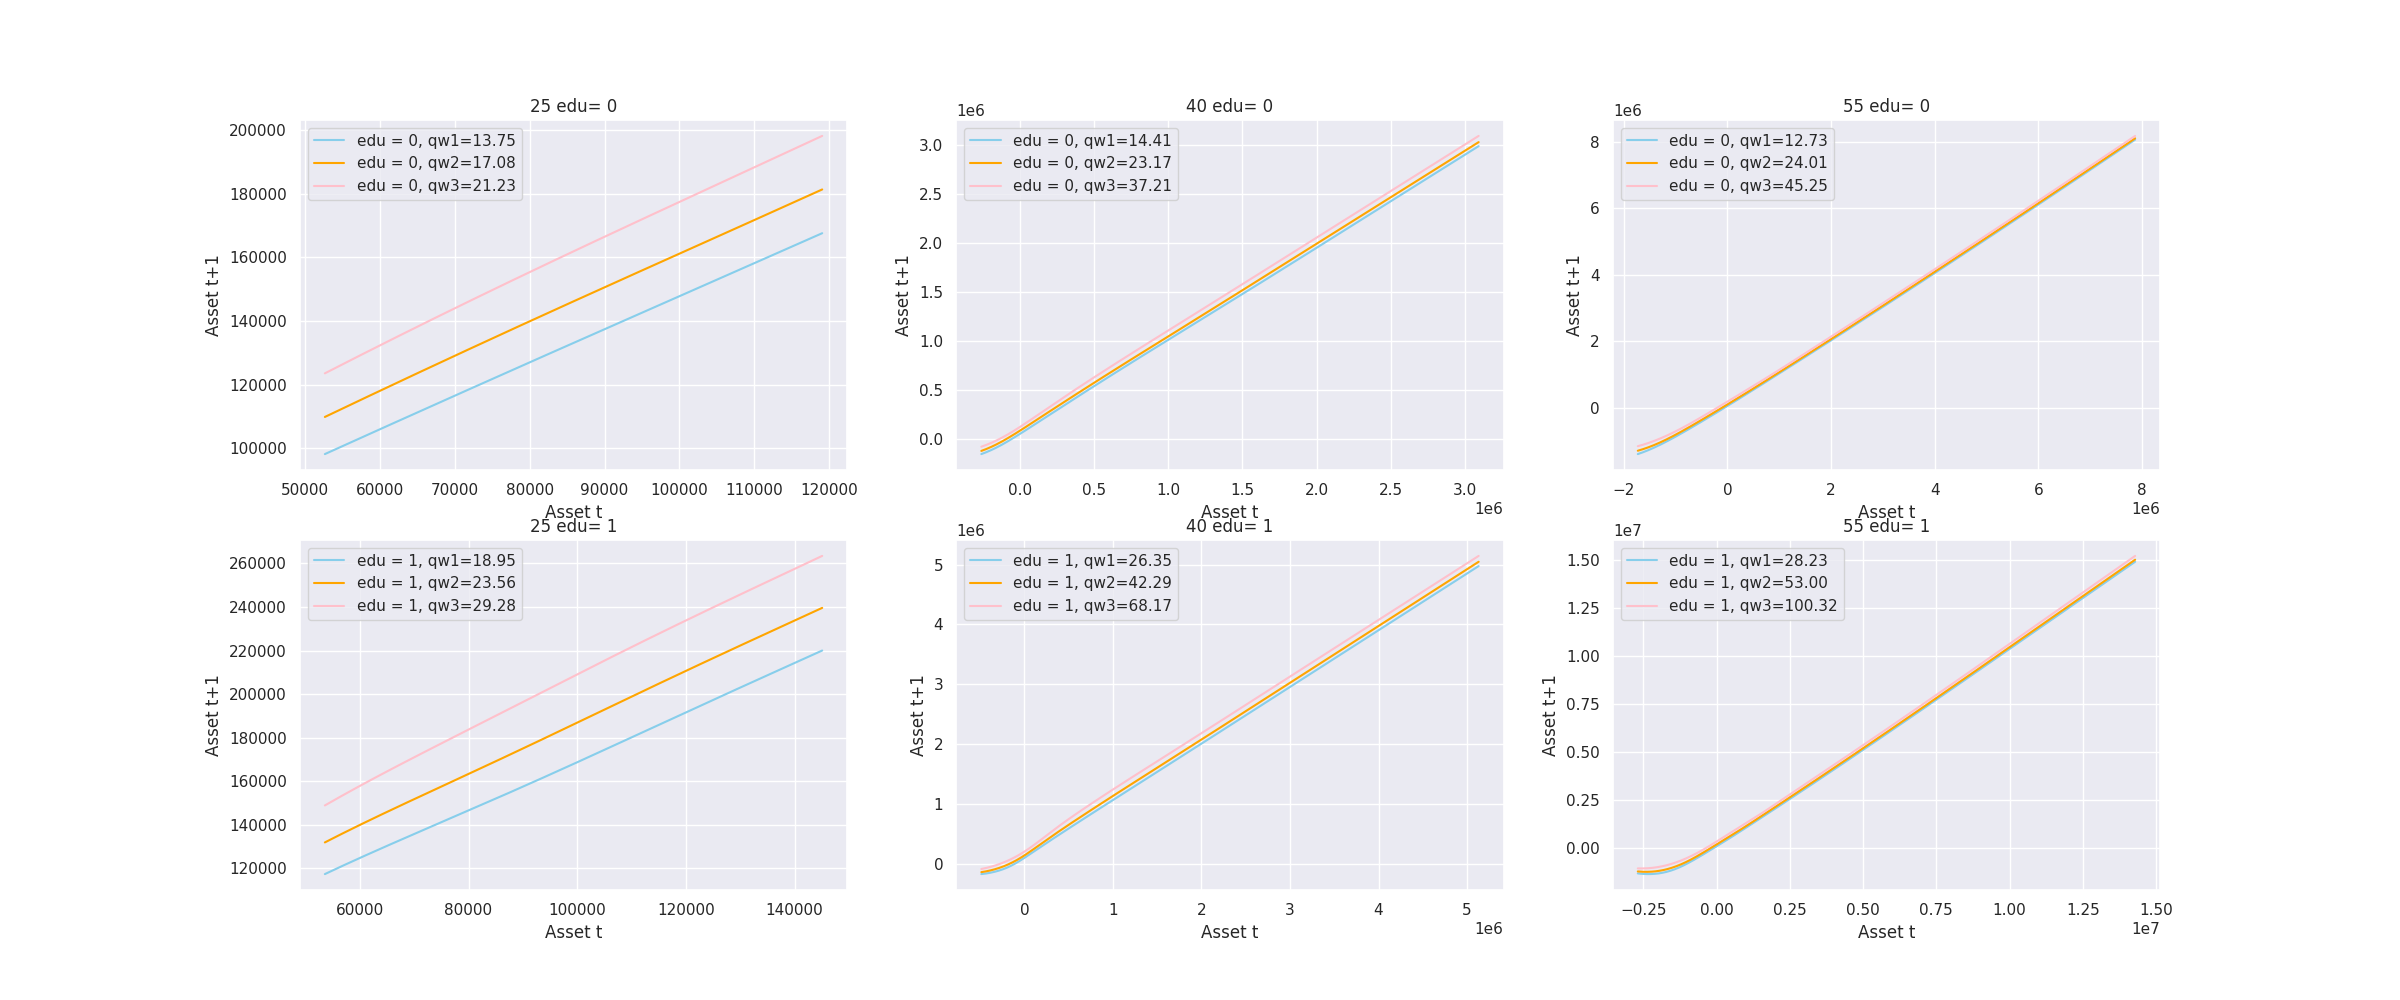 25 edu= 0
edu = 0, qw1=13.75
edu = 0, qw2=17.08
edu = 0, qw3=21.23
200000
180000
160000
140000
120000
100000
Asset t+1
50000 60000 70000 80000 90000 100000 110000 120000
Asset t
40 edu= 0
1e6
edu = 0, qw1=14.41
edu = 0, qw2=23.17
edu = 0, qw3=37.21
3.0
2.5
2.0
1.5
1.0
0.5
0.0
Asset t+1
0.0 0.5 1.0 1.5 2.0 2.5 3.0
1e6
Asset t
55 edu= 0
1e6
edu = 0, qw1=12.73
edu = 0, qw2=24.01
edu = 0, qw3=45.25
8
6
4
2
0
Asset t+1
−2 0 2 4 6 8
1e6
Asset t
25 edu= 1
edu = 1, qw1=18.95
edu = 1, qw2=23.56
edu = 1, qw3=29.28
260000
240000
220000
200000
180000
160000
140000
120000
Asset t+1
60000 80000 100000 120000 140000
Asset t
40 edu= 1
1e6
edu = 1, qw1=26.35
edu = 1, qw2=42.29
edu = 1, qw3=68.17
5
4
3
2
1
0
Asset t+1
0 1 2 3 4 5
1e6
Asset t
55 edu= 1
1e7
edu = 1, qw1=28.23
edu = 1, qw2=53.00
edu = 1, qw3=100.32
1.50
1.25
1.00
0.75
0.50
0.25
0.00
Asset t+1
−0.25 0.00 0.25 0.50 0.75 1.00 1.25 1.50
1e7
Asset t